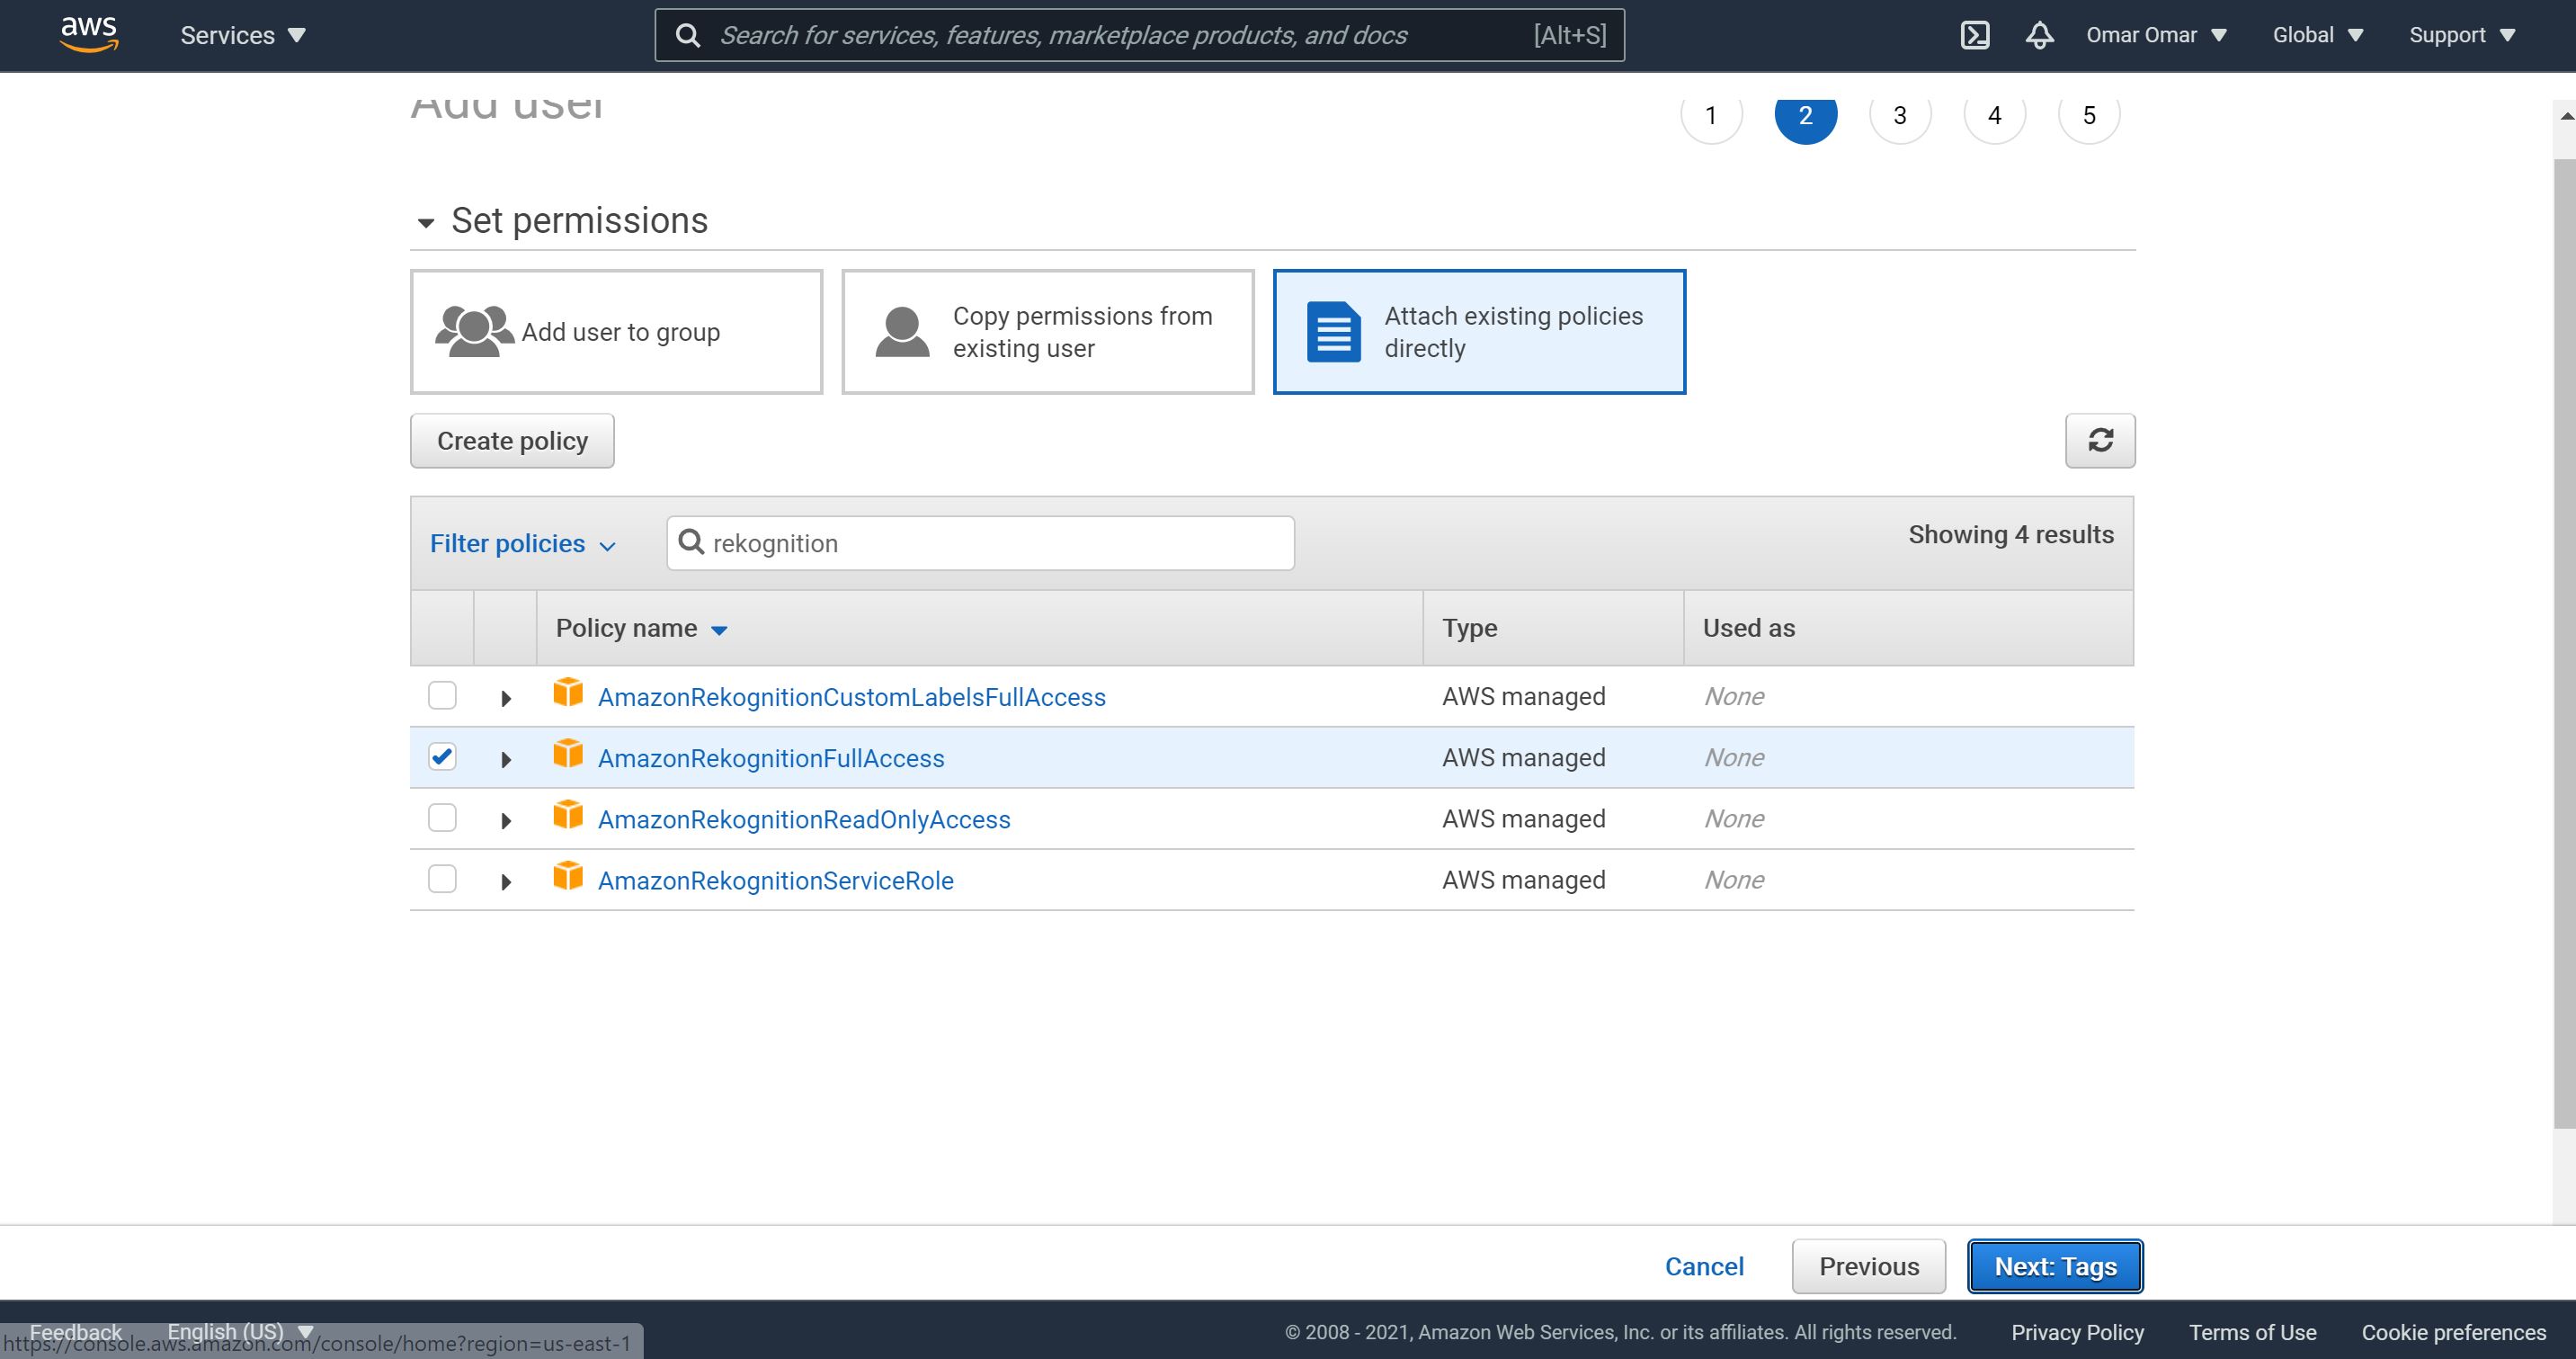 aws Services Search for services, features, marketplace products, and docs [Alt+S] Omar Omar Global Support
Add user 1 2 3 4 5
Set permissions
Add user to group
Copy permissions from
existing user
Attach existing policies
directly
Create policy
Filter policies rekognition Showing 4 results
Policy name Type Used as
AmazonRekognitionCustomLabelsFullAccess AWS managed None
AmazonRekognitionFullAccess AWS managed None
AmazonRekognitionReadOnlyAccess AWS managed None
AmazonRekognitionServiceRole AWS managed None
Cancel Previous Next: Tags
Feedback English (US) © 2008 - 2021, Amazon Web Services, Inc. or its affiliates. All rights reserved. Privacy Policy Terms of Use Cookie preferences
https://console.aws.amazon.com/console/home?region=us-east-1